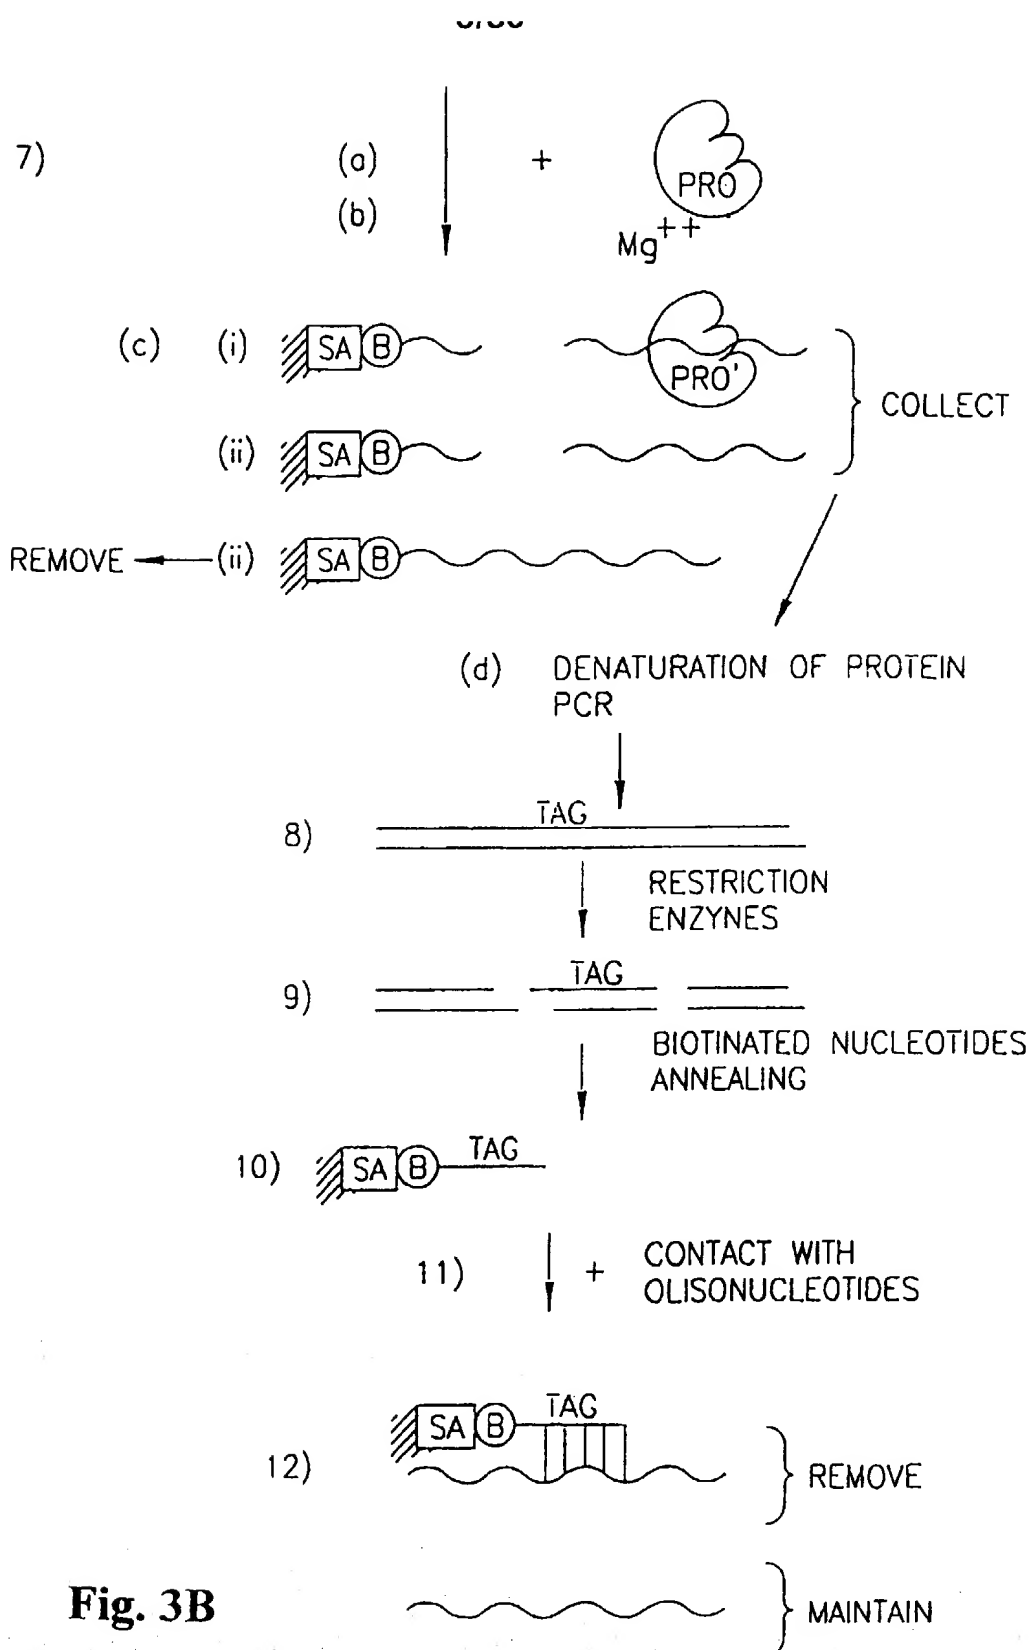 7) (a) + PRO
(b) Mg++
(c) (i) SA B PRO' COLLECT
(ii) SA B
REMOVE (ii) SA B
(d) DENATURATION OF PROTEIN
PCR
TAG
8)
RESTRICTION
ENZYNES
TAG
9)
BIOTINATED NUCLEOTIDES
ANNEALING
10) SA B TAG
11) + CONTACT WITH
OLISONUCLEOTIDES
TAG
SA B
12) REMOVE
Fig. 3B MAINTAIN